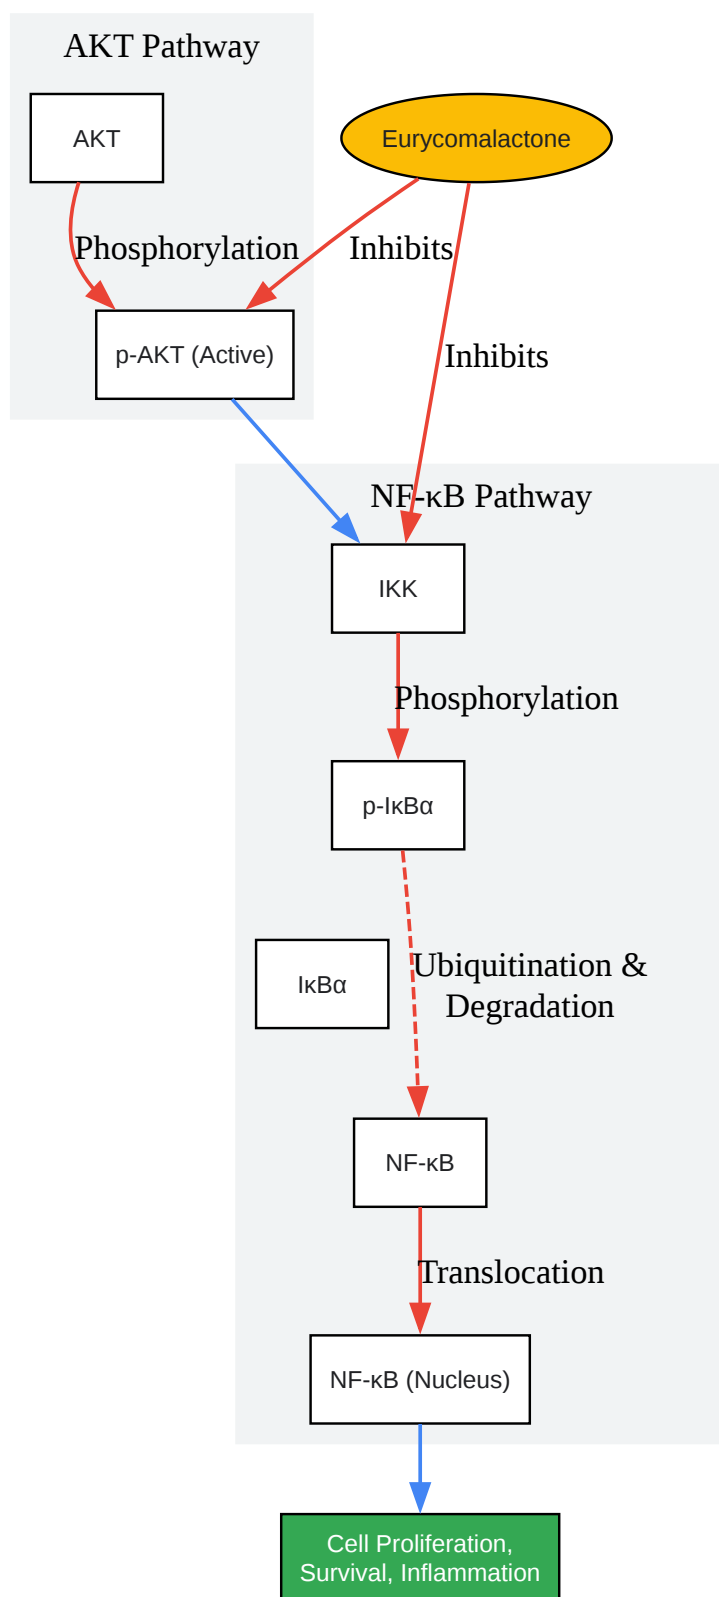 AKT Pathway
AKT
Eurycomalactone
Phosphorylation
Inhibits
p-AKT (Active)
Inhibits
NF-κB Pathway
IKK
Phosphorylation
p-IκBα
IκBα
Ubiquitination &
Degradation
NF-κB
Translocation
NF-κB (Nucleus)
Cell Proliferation,
Survival, Inflammation